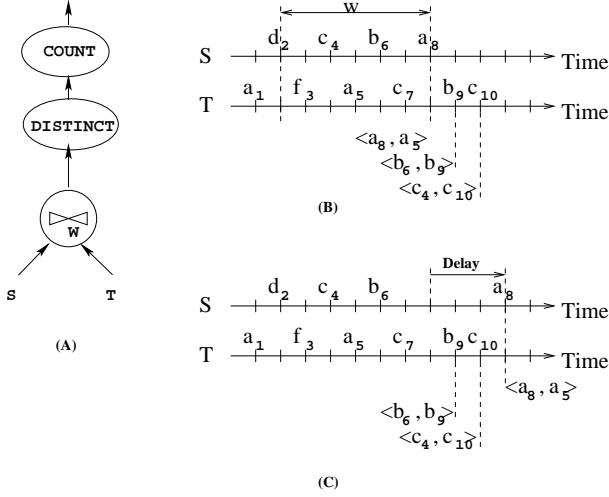 COUNT
DISTINCT
W
S T
(A)
W
d2 c4 b6 a8
S Time
a1 f3 a5 c7 b9 c10
T Time
<a8, a5>
<b6, b9>
<c4, c10>
(B)
Delay
d2 c4 b6 a8
S Time
a1 f3 a5 c7 b9 c10
T Time
<a8, a5>
<b6, b9>
<c4, c10>
(C)